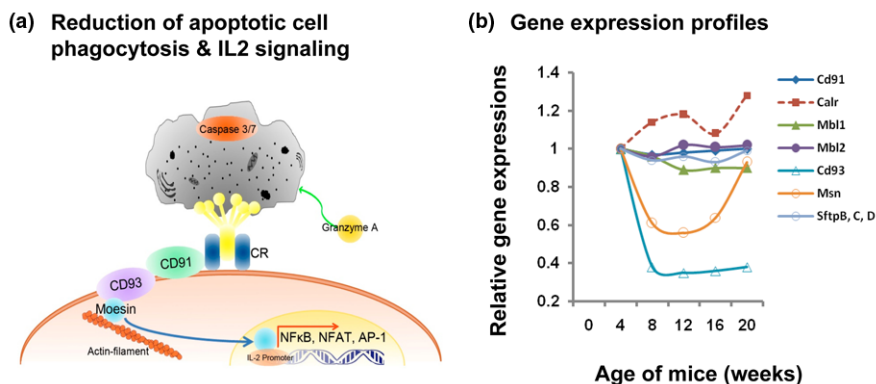 (a) Reduction of apoptotic cell
phagocytosis & IL2 signaling
Caspase 3/7
Granzyme A
CR
CD91
CD93
Moesin
Actin-filament
NFκB, NFAT, AP-1
IL-2 Promoter
(b) Gene expression profiles
Relative gene expressions
1.4
1.2
1
0.8
0.6
0.4
0.2
0 4 8 12 16 20
Age of mice (weeks)
Cd91
Calr
Mbl1
Mbl2
Cd93
Msn
SftpB, C, D